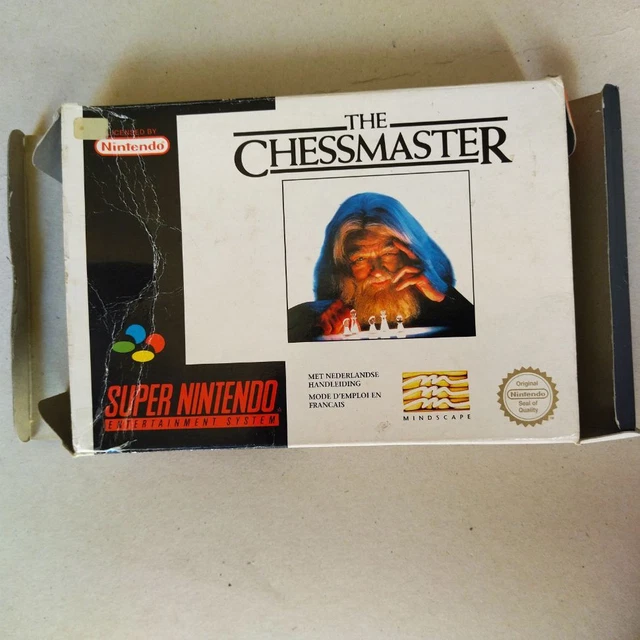 LICENSED BY
Nintendo
THE
CHESSMASTER
SUPER NINTENDO
ENTERTAINMENT SYSTEM
MET NEDERLANDSE
HANDLEIDING
MODE D'EMPLOI EN
FRANCAIS
MINDSCAPE
Original
Nintendo
Seal of
Quality